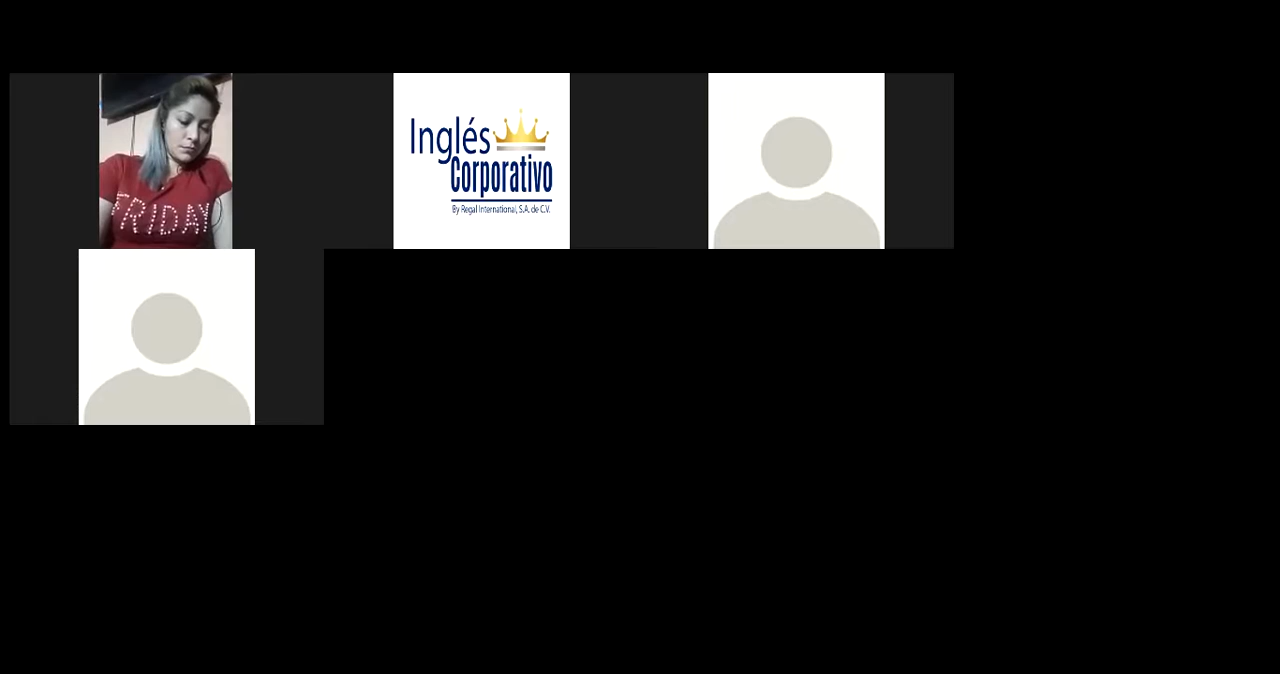 FRIDAY
Inglés
Corporativo
By Regal International, S.A. de C.V.